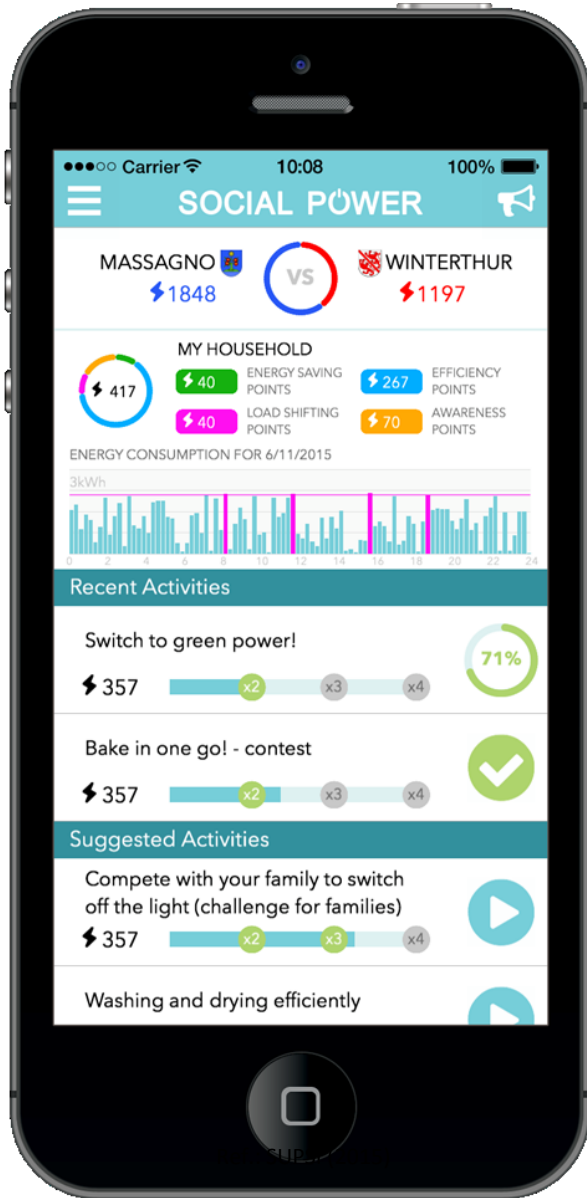 Carrier 10:08 100%
SOCIAL POWER
MASSAGNO VS WINTERTHUR
1848 1197
MY HOUSEHOLD
417
40 ENERGY SAVING POINTS
267 EFFICIENCY POINTS
40 LOAD SHIFTING POINTS
70 AWARENESS POINTS
ENERGY CONSUMPTION FOR 6/11/2015
3kWh
0 2 4 6 8 10 12 14 16 18 20 22 24
Recent Activities
Switch to green power!
357 x2 x3 x4
71%
Bake in one go! - contest
357 x2 x3 x4
Suggested Activities
Compete with your family to switch
off the light (challenge for families)
357 x2 x3 x4
Washing and drying efficiently